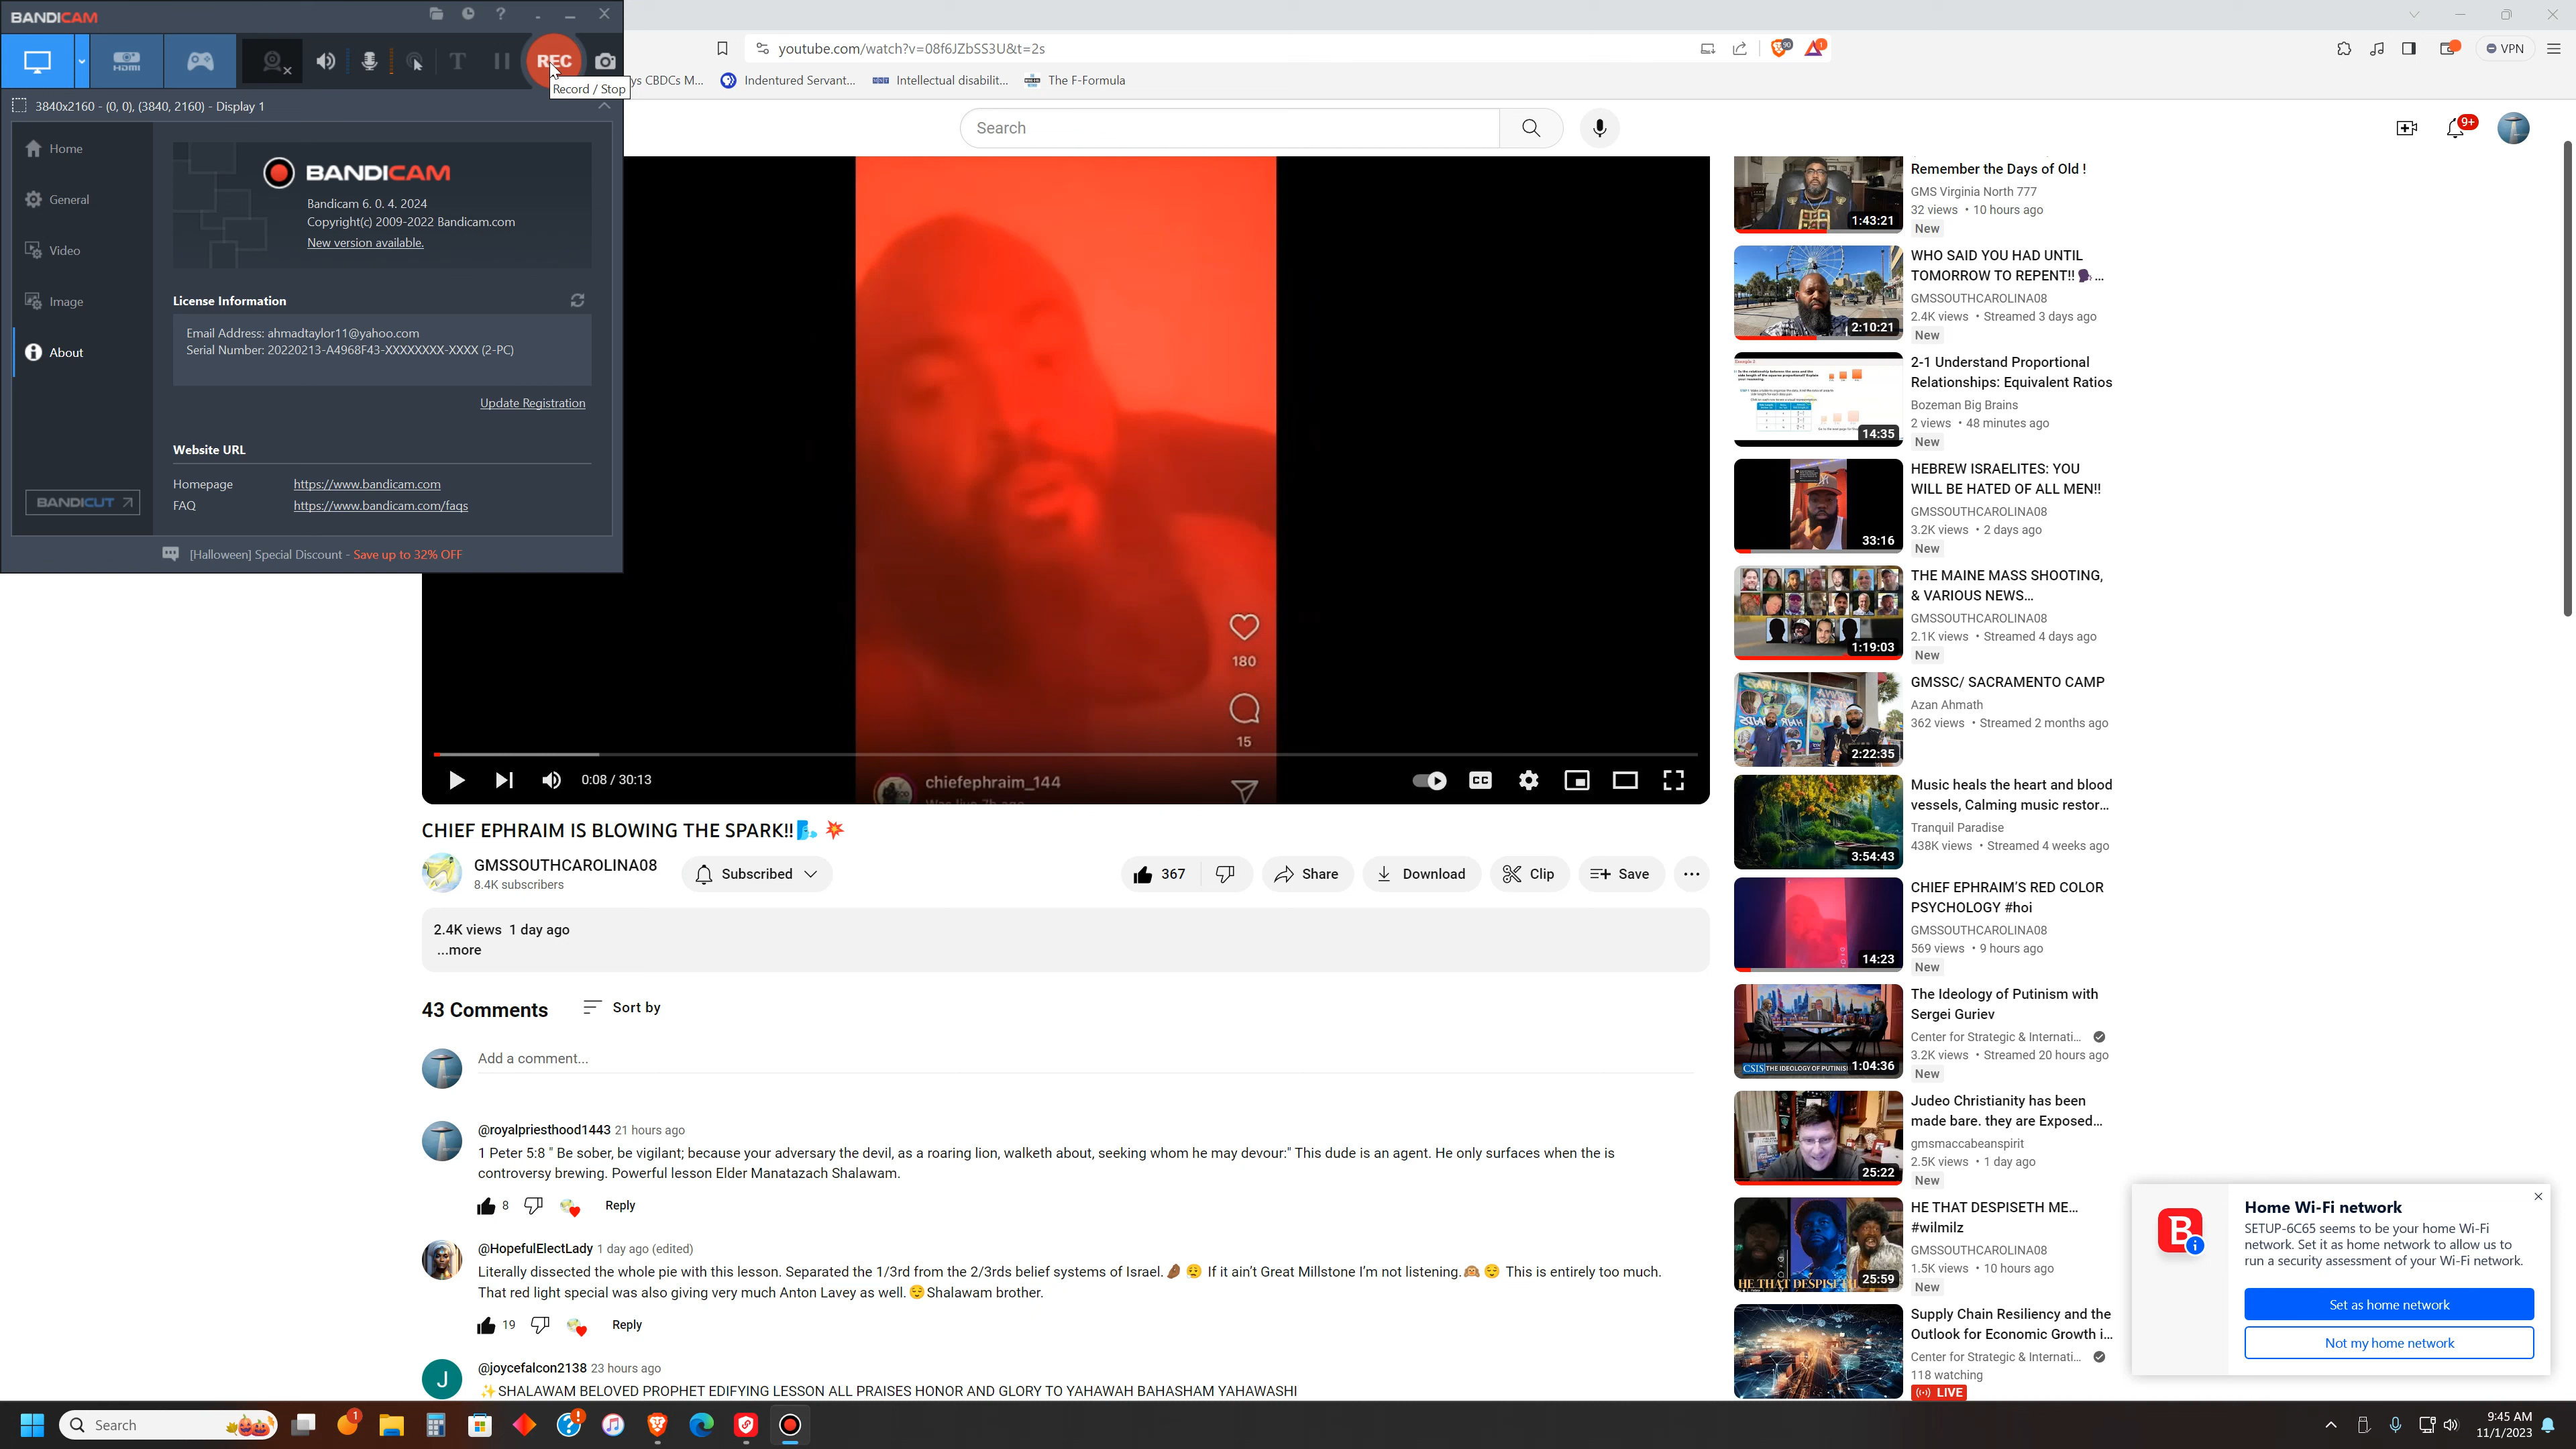 BANDICAM
HDMI
REC
Record / Stop
3840x2160 - (0, 0), (3840, 2160) - Display 1
Home
General
Video
Image
About
BANDICUT
BANDICAM
Bandicam 6. 0. 4. 2024
Copyright(c) 2009-2022 Bandicam.com
New version available.
License Information
Email Address: ahmadtaylor11@yahoo.com
Serial Number: 20220213-A4968F43-XXXXXXXX-XXXX (2-PC)
Update Registration
Website URL
Homepage https://www.bandicam.com
FAQ https://www.bandicam.com/faqs
[Halloween] Special Discount - Save up to 32% OFF
youtube.com/watch?v=08f6JZbSS3U&t=2s
90
1
VPN
ys CBDCs M...
Indentured Servant...
Intellectual disabilit...
The F-Formula
Search
9+
180
15
chiefephraim_144
Was live 7h ago
0:08 / 30:13
CC
CHIEF EPHRAIM IS BLOWING THE SPARK!!🌬️ 💥
GMSSOUTHCAROLINA08
8.4K subscribers
Subscribed
367
Share
Download
Clip
Save
2.4K views 1 day ago
...more
43 Comments
Sort by
Add a comment...
@royalpriesthood1443 21 hours ago
1 Peter 5:8 " Be sober, be vigilant; because your adversary the devil, as a roaring lion, walketh about, seeking whom he may devour:" This dude is an agent. He only surfaces when the is
controversy brewing. Powerful lesson Elder Manatazach Shalawam.
8
Reply
@HopefulElectLady 1 day ago (edited)
Literally dissected the whole pie with this lesson. Separated the 1/3rd from the 2/3rds belief systems of Israel.🤌🏾 😮‍💨 If it ain't Great Millstone I'm not listening.🙉 😌 This is entirely too much.
That red light special was also giving very much Anton Lavey as well.😌Shalawam brother.
19
Reply
J
@joycefalcon2138 23 hours ago
✨SHALAWAM BELOVED PROPHET EDIFYING LESSON ALL PRAISES HONOR AND GLORY TO YAHAWAH BAHASHAM YAHAWASHI
1:43:21
Remember the Days of Old !
GMS Virginia North 777
32 views • 10 hours ago
New
2:10:21
WHO SAID YOU HAD UNTIL
TOMORROW TO REPENT!!🗣...
GMSSOUTHCAROLINA08
2.4K views • Streamed 3 days ago
New
14:35
2-1 Understand Proportional
Relationships: Equivalent Ratios
Bozeman Big Brains
2 views • 48 minutes ago
New
33:16
HEBREW ISRAELITES: YOU
WILL BE HATED OF ALL MEN!!
GMSSOUTHCAROLINA08
3.2K views • 2 days ago
New
1:19:03
THE MAINE MASS SHOOTING,
& VARIOUS NEWS...
GMSSOUTHCAROLINA08
2.1K views • Streamed 4 days ago
New
2:22:35
GMSSC/ SACRAMENTO CAMP
Azan Ahmath
362 views • Streamed 2 months ago
3:54:43
Music heals the heart and blood
vessels, Calming music restor...
Tranquil Paradise
438K views • Streamed 4 weeks ago
14:23
CHIEF EPHRAIM'S RED COLOR
PSYCHOLOGY #hoi
GMSSOUTHCAROLINA08
569 views • 9 hours ago
New
CSIS THE IDEOLOGY OF PUTINIS
1:04:36
The Ideology of Putinism with
Sergei Guriev
Center for Strategic & Internati...
3.2K views • Streamed 20 hours ago
New
25:22
Judeo Christianity has been
made bare. they are Exposed...
gmsmaccabeanspirit
2.5K views • 1 day ago
New
HE THAT DESPISETH
25:59
HE THAT DESPISETH ME...
#wilmilz
GMSSOUTHCAROLINA08
1.5K views • 10 hours ago
New
Supply Chain Resiliency and the
Outlook for Economic Growth i...
Center for Strategic & Internati...
118 watching
LIVE
B
Home Wi-Fi network
SETUP-6C65 seems to be your home Wi-Fi
network. Set it as home network to allow us to
run a security assessment of your Wi-Fi network.
Set as home network
Not my home network
Search
1
9:45 AM
11/1/2023